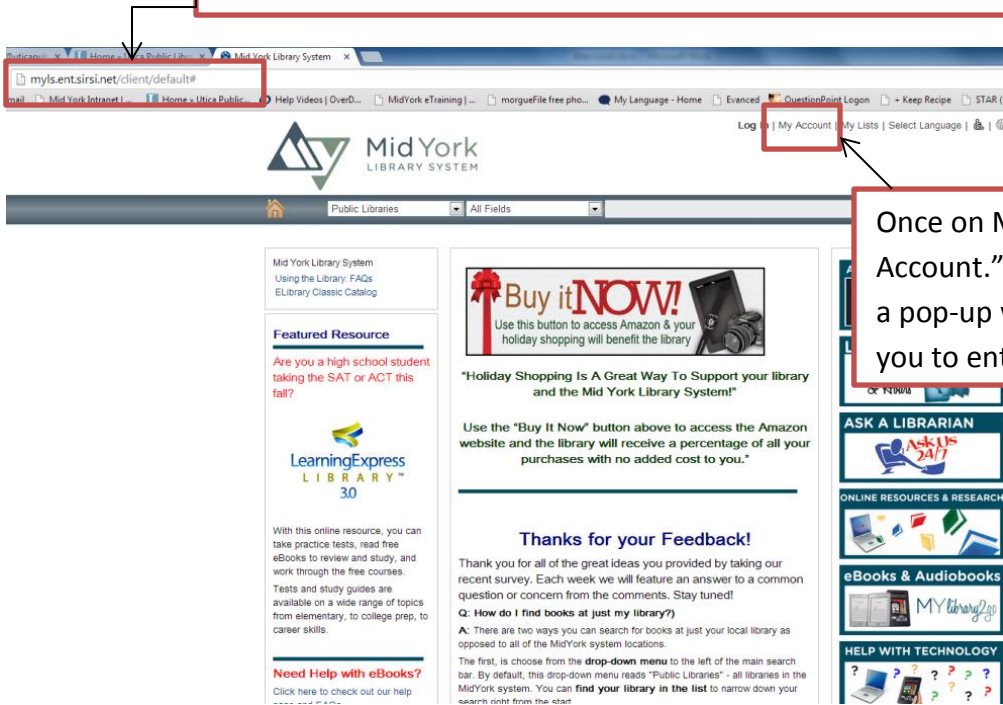 Home » Utica Public Libr
Mid York Library System
myls.ent.sirsi.net/client/default#
mail
Mid York Intranet | ...
Home » Utica Public...
Help Videos | OverD...
MidYork eTraining | ...
morgueFile free pho...
My Language - Home
Evanced
QuestionPoint Logon
+ Keep Recipe
STAR (
Log In | My Account | My Lists | Select Language |
Mid York
LIBRARY SYSTEM
Public Libraries
All Fields
Once on M
Account."
a pop-up
you to ent
Mid York Library System
Using the Library: FAQs
ELibrary Classic Catalog
Featured Resource
Are you a high school student
taking the SAT or ACT this
fall?
LearningExpress
LIBRARY™
3.0
With this online resource, you can
take practice tests, read free
eBooks to review and study, and
work through the free courses.
Tests and study guides are
available on a wide range of topics
from elementary, to college prep, to
career skills.
Need Help with eBooks?
Click here to check out our help
page and FAQs
Buy it NOW!
Use this button to access Amazon & your
holiday shopping will benefit the library
"Holiday Shopping Is A Great Way To Support your library
and the Mid York Library System!"
Use the "Buy It Now" button above to access the Amazon
website and the library will receive a percentage of all your
purchases with no added cost to you."
Thanks for your Feedback!
Thank you for all of the great ideas you provided by taking our
recent survey. Each week we will feature an answer to a common
question or concern from the comments. Stay tuned!
Q: How do I find books at just my library?)
A: There are two ways you can search for books at just your local library as
opposed to all of the MidYork system locations.
The first, is choose from the drop-down menu to the left of the main search
bar. By default, this drop-down menu reads "Public Libraries" - all libraries in the
MidYork system. You can find your library in the list to narrow down your
search right from the start.
ASK A LIBRARIAN
Ask Us
24/7
ONLINE RESOURCES & RESEARCH
eBooks & Audiobooks
MY library2go
HELP WITH TECHNOLOGY
? ? ? ? ? ? ? ?